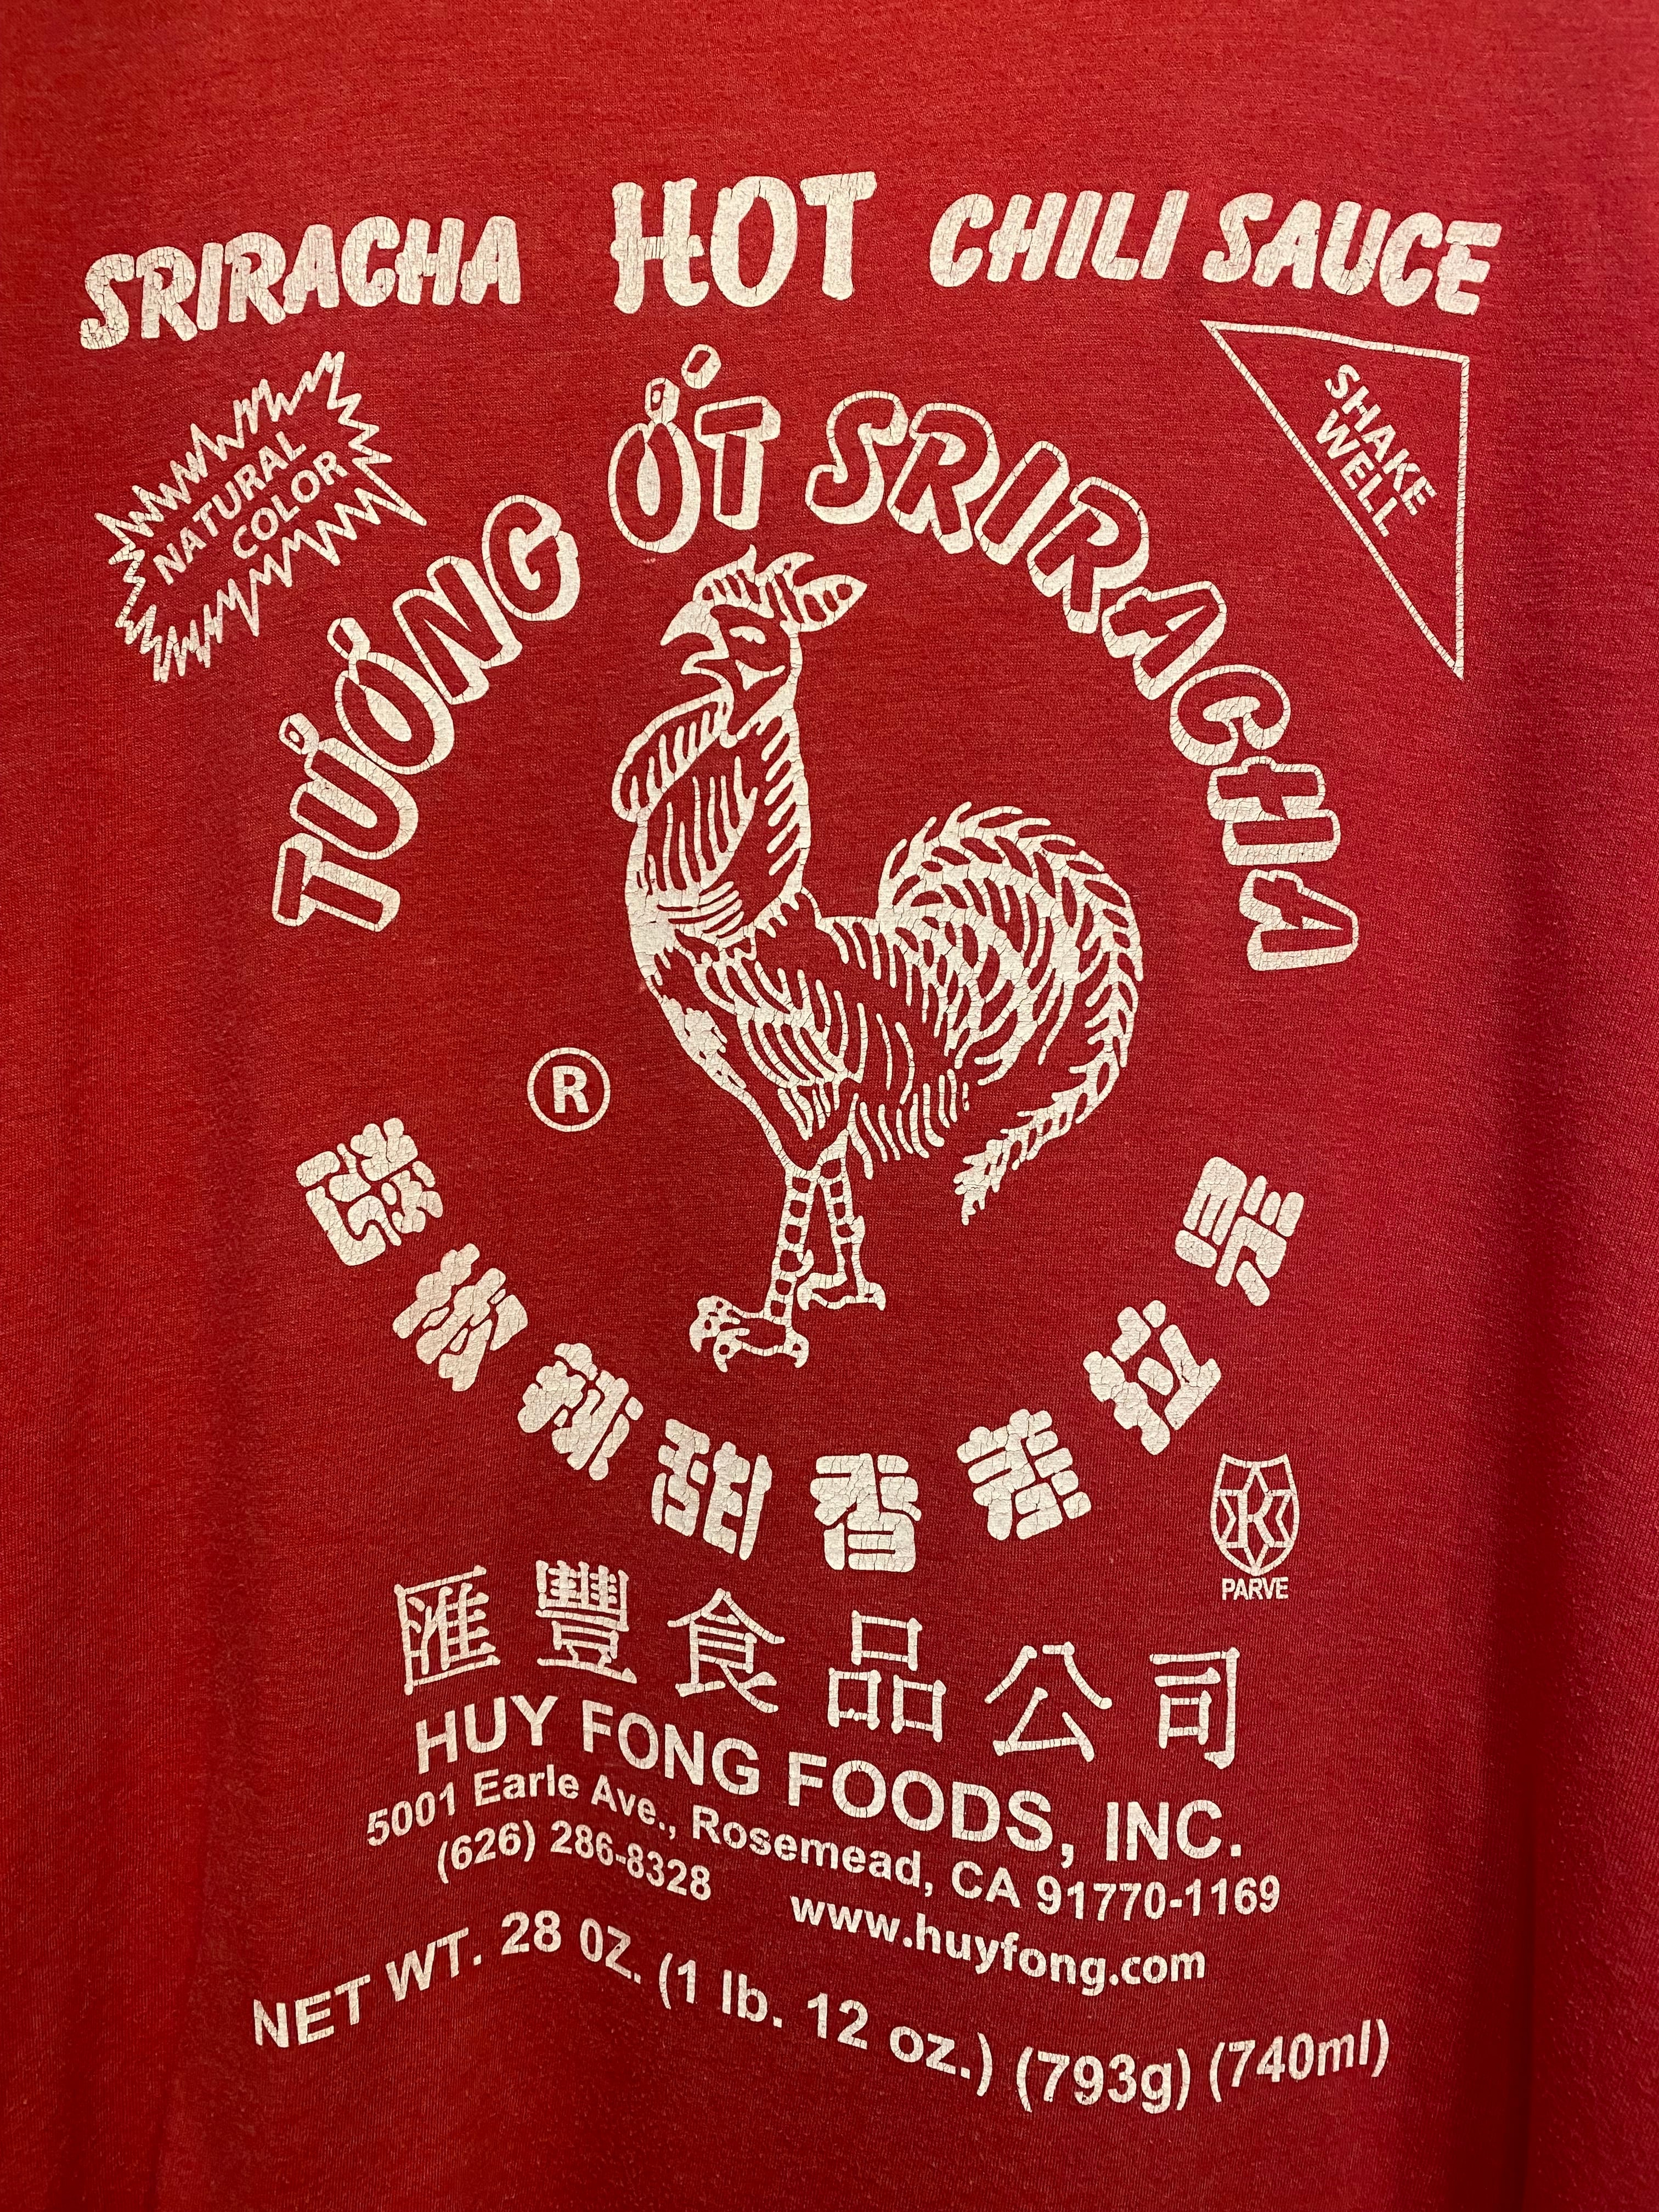 SRIRACHA HOT CHILI SAUCE
NATURAL
COLOR
SHAKE
WELL
TƯƠNG ỚT SRIRACHA
®
是拉差香甜辣椒醬
K
PARVE
匯豐食品公司
HUY FONG FOODS, INC.
5001 Earle Ave., Rosemead, CA 91770-1169
(626) 286-8328 www.huyfong.com
NET WT. 28 OZ. (1 lb. 12 oz.) (793g) (740ml)